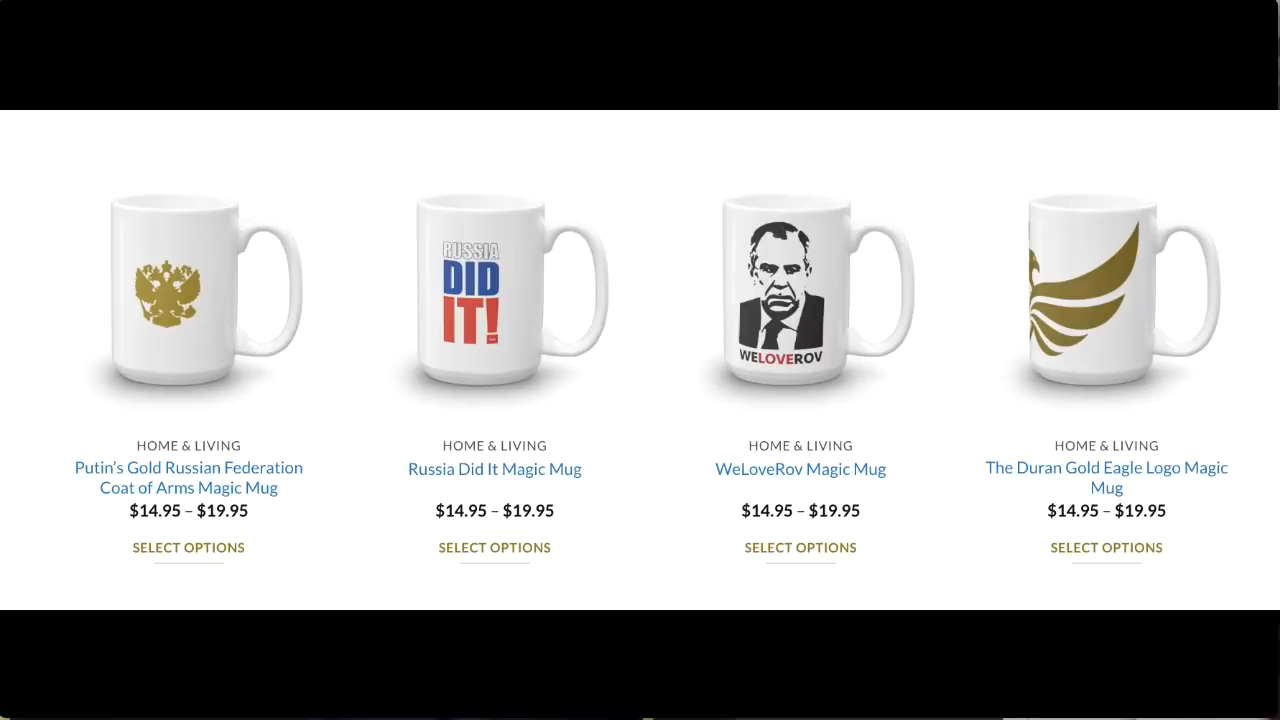 RUSSIA
DID
IT!
WELOVEROV
HOME & LIVING
Putin's Gold Russian Federation
Coat of Arms Magic Mug
$14.95 – $19.95
SELECT OPTIONS
HOME & LIVING
Russia Did It Magic Mug
$14.95 – $19.95
SELECT OPTIONS
HOME & LIVING
WeLoveRov Magic Mug
$14.95 – $19.95
SELECT OPTIONS
HOME & LIVING
The Duran Gold Eagle Logo Magic
Mug
$14.95 – $19.95
SELECT OPTIONS